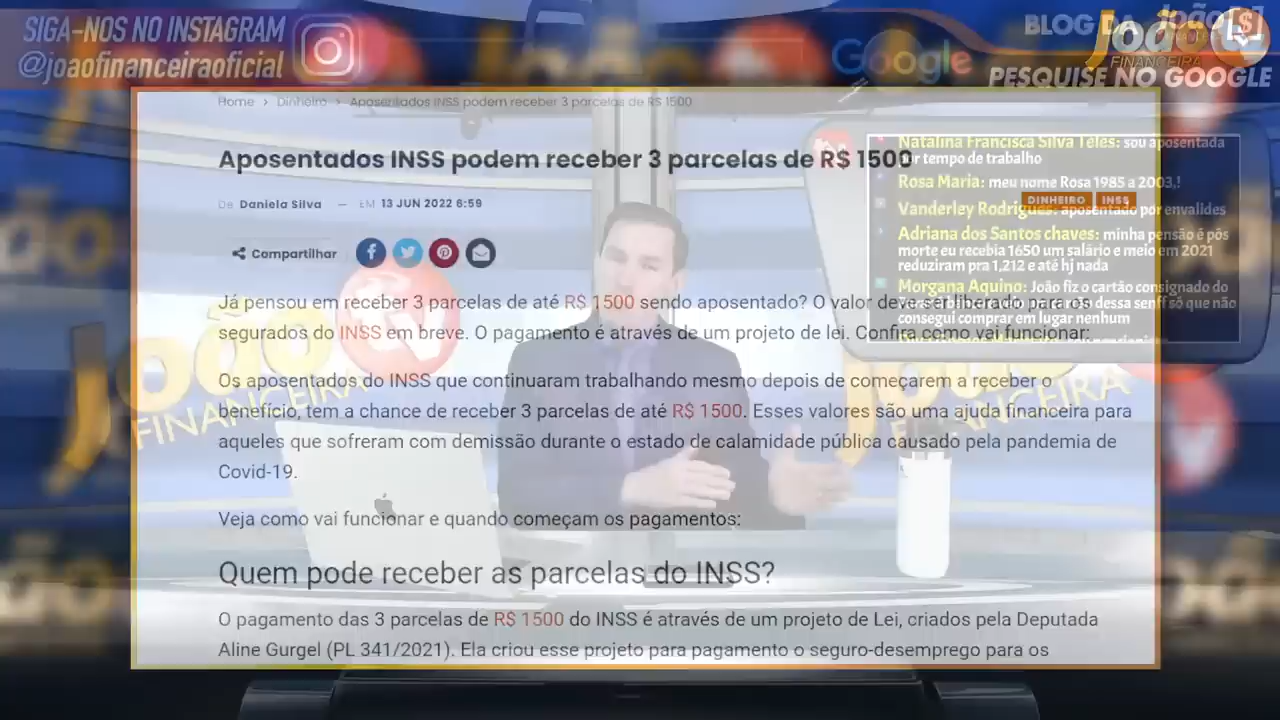 SIGA-NOS NO INSTAGRAM
@joaofinanceiraoficial
Google
BLOG DA João
FINANCEIRA
PESQUISE NO GOOGLE
Home > Dinheiro > Aposentados INSS podem receber 3 parcelas de R$ 1500
Aposentados INSS podem receber 3 parcelas de R$ 1500
De Daniela Silva — EM 13 JUN 2022 6:59
DINHEIRO INSS
Compartilhar
Já pensou em receber 3 parcelas de até R$ 1500 sendo aposentado? O valor deve ser liberado para os
segurados do INSS em breve. O pagamento é através de um projeto de lei. Confira como vai funcionar:
Os aposentados do INSS que continuaram trabalhando mesmo depois de começarem a receber o
benefício, tem a chance de receber 3 parcelas de até R$ 1500. Esses valores são uma ajuda financeira para
aqueles que sofreram com demissão durante o estado de calamidade pública causado pela pandemia de
Covid-19.
Veja como vai funcionar e quando começam os pagamentos:
Quem pode receber as parcelas do INSS?
O pagamento das 3 parcelas de R$ 1500 do INSS é através de um projeto de Lei, criados pela Deputada
Aline Gurgel (PL 341/2021). Ela criou esse projeto para pagamento o seguro-desemprego para os
Natalina Francisca Silva Teles: sou aposentada
por tempo de trabalho
Rosa Maria: meu nome Rosa 1985 a 2003,!
Vanderley Rodrigues: aposentado por envalides
Adriana dos Santos chaves: minha pensão é pós
morte eu recebia 1650 um salário e meio em 2021
reduziram pra 1,212 e até hj nada
Morgana Aquino: João fiz o cartão consignado do
dessa senff só que não
consegui comprar em lugar nenhum
João
FINANCEIRA